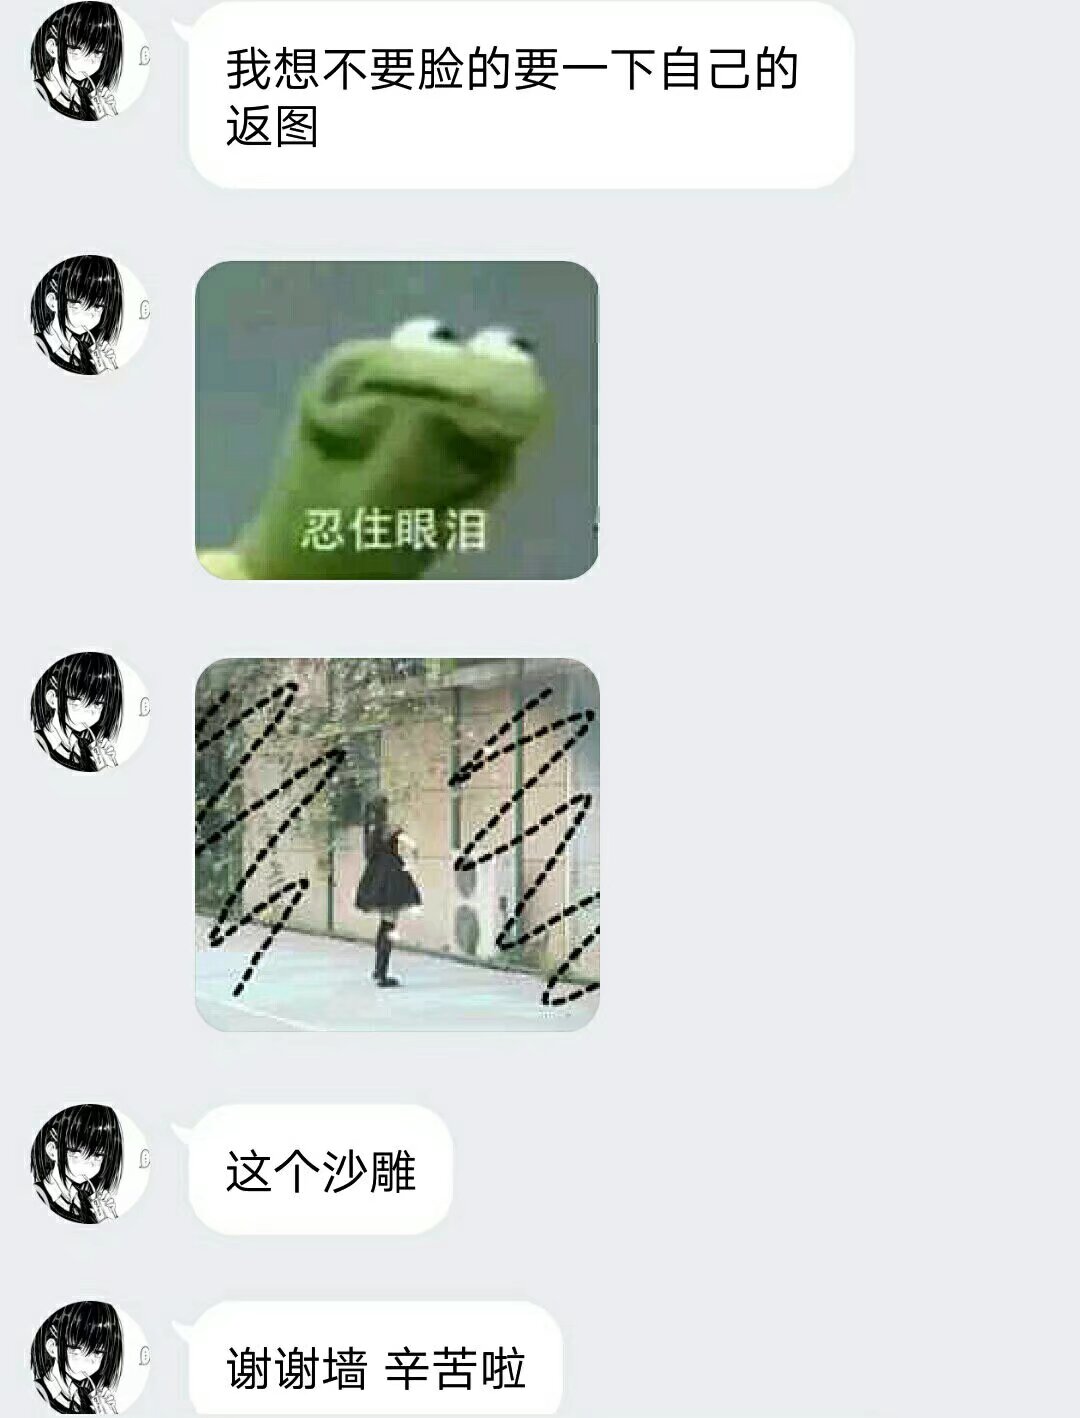 我想不要脸的要一下自己的
返图
忍住眼泪
这个沙雕
谢谢墙 辛苦啦